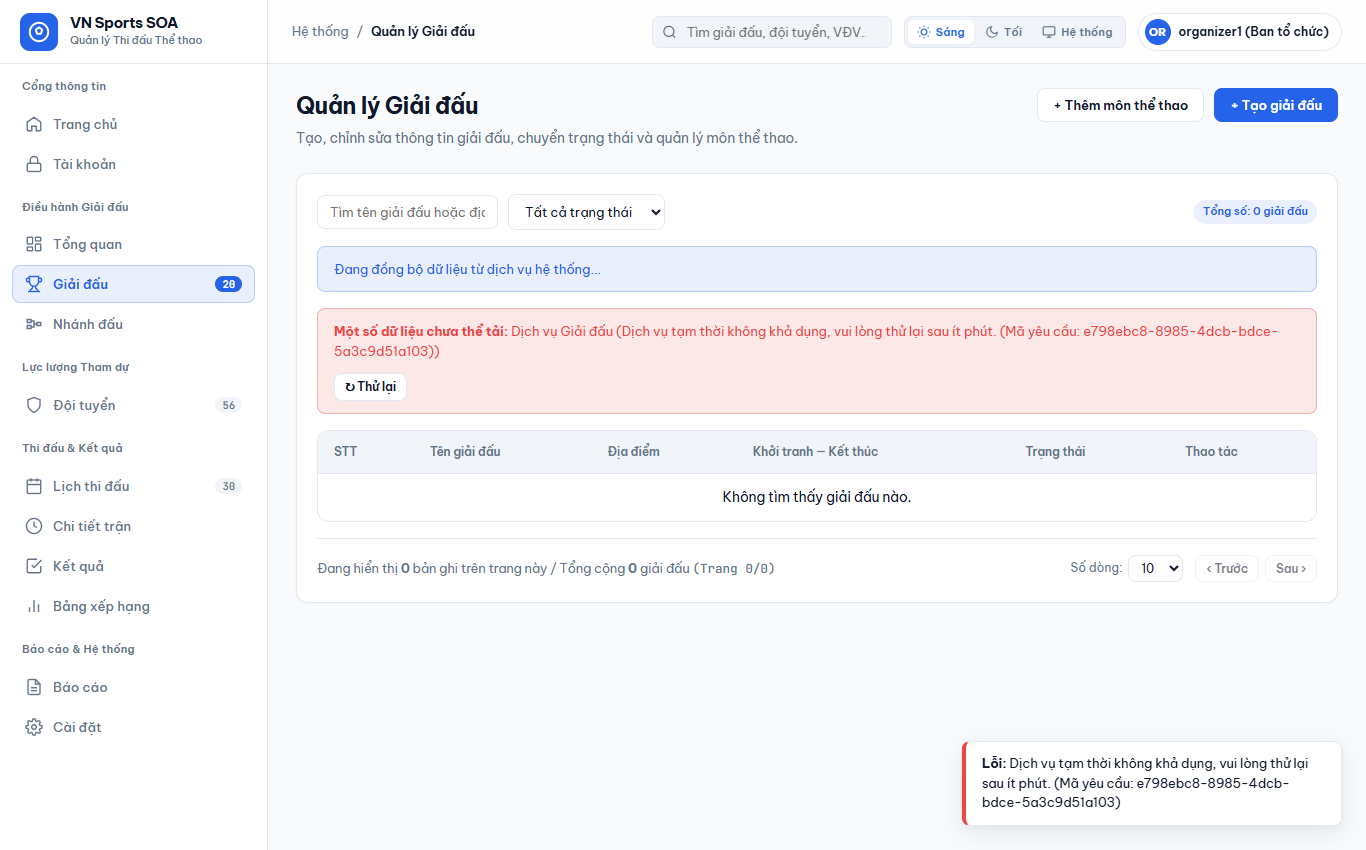 VN Sports SOA
Quản lý Thi đấu Thể thao
Cổng thông tin
Trang chủ
Tài khoản
Điều hành Giải đấu
Tổng quan
Giải đấu 20
Nhánh đấu
Lực lượng Tham dự
Đội tuyển 56
Thi đấu & Kết quả
Lịch thi đấu 30
Chi tiết trận
Kết quả
Bảng xếp hạng
Báo cáo & Hệ thống
Báo cáo
Cài đặt
Hệ thống / Quản lý Giải đấu
Tìm giải đấu, đội tuyển, VĐV..
Sáng Tối Hệ thống
OR organizer1 (Ban tổ chức)
Quản lý Giải đấu
Tạo, chỉnh sửa thông tin giải đấu, chuyển trạng thái và quản lý môn thể thao.
+ Thêm môn thể thao + Tạo giải đấu
Tìm tên giải đấu hoặc địc Tất cả trạng thái Tổng số: 0 giải đấu
Đang đồng bộ dữ liệu từ dịch vụ hệ thống...
Một số dữ liệu chưa thể tải: Dịch vụ Giải đấu (Dịch vụ tạm thời không khả dụng, vui lòng thử lại sau ít phút. (Mã yêu cầu: e798ebc8-8985-4dcb-bdce-
5a3c9d51a103))
↻ Thử lại
STT Tên giải đấu Địa điểm Khởi tranh — Kết thúc Trạng thái Thao tác
Không tìm thấy giải đấu nào.
Đang hiển thị 0 bản ghi trên trang này / Tổng cộng 0 giải đấu (Trang 0/0)
Số dòng: 10 ‹ Trước Sau ›
Lỗi: Dịch vụ tạm thời không khả dụng, vui lòng thử lại
sau ít phút. (Mã yêu cầu: e798ebc8-8985-4dcb-
bdce-5a3c9d51a103)